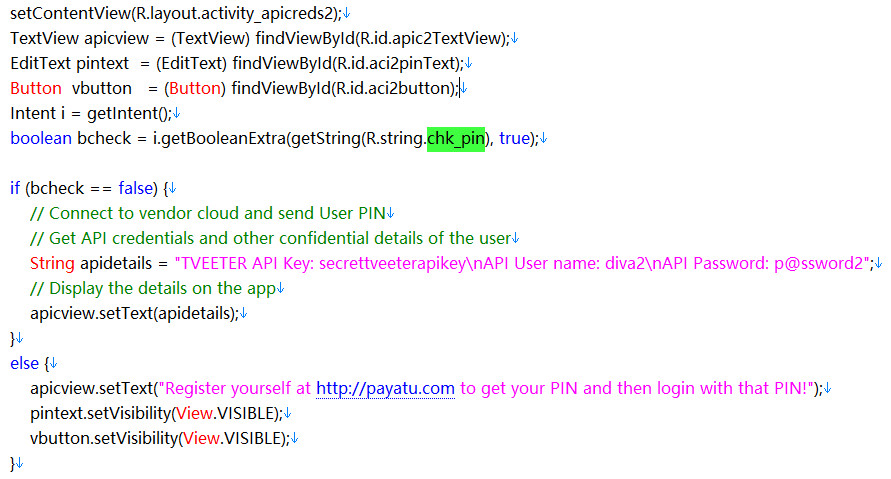 setContentView(R.layout.activity_apicreds2);↓
TextView apicview = (TextView) findViewById(R.id.apic2TextView);↓
EditText pintext  = (EditText) findViewById(R.id.aci2pinText);↓
Button  vbutton   = (Button) findViewById(R.id.aci2button);↓
Intent i = getIntent();↓
boolean bcheck = i.getBooleanExtra(getString(R.string.chk_pin), true);↓
if (bcheck == false) {↓
    // Connect to vendor cloud and send User PIN↓
    // Get API credentials and other confidential details of the user↓
    String apidetails = "TVEETER API Key: secrettveeterapikey\nAPI User name: diva2\nAPI Password: p@ssword2";↓
    // Display the details on the app↓
    apicview.setText(apidetails);↓
}↓
else {↓
    apicview.setText("Register yourself at http://payatu.com to get your PIN and then login with that PIN!");↓
    pintext.setVisibility(View.VISIBLE);↓
    vbutton.setVisibility(View.VISIBLE);↓
}↓